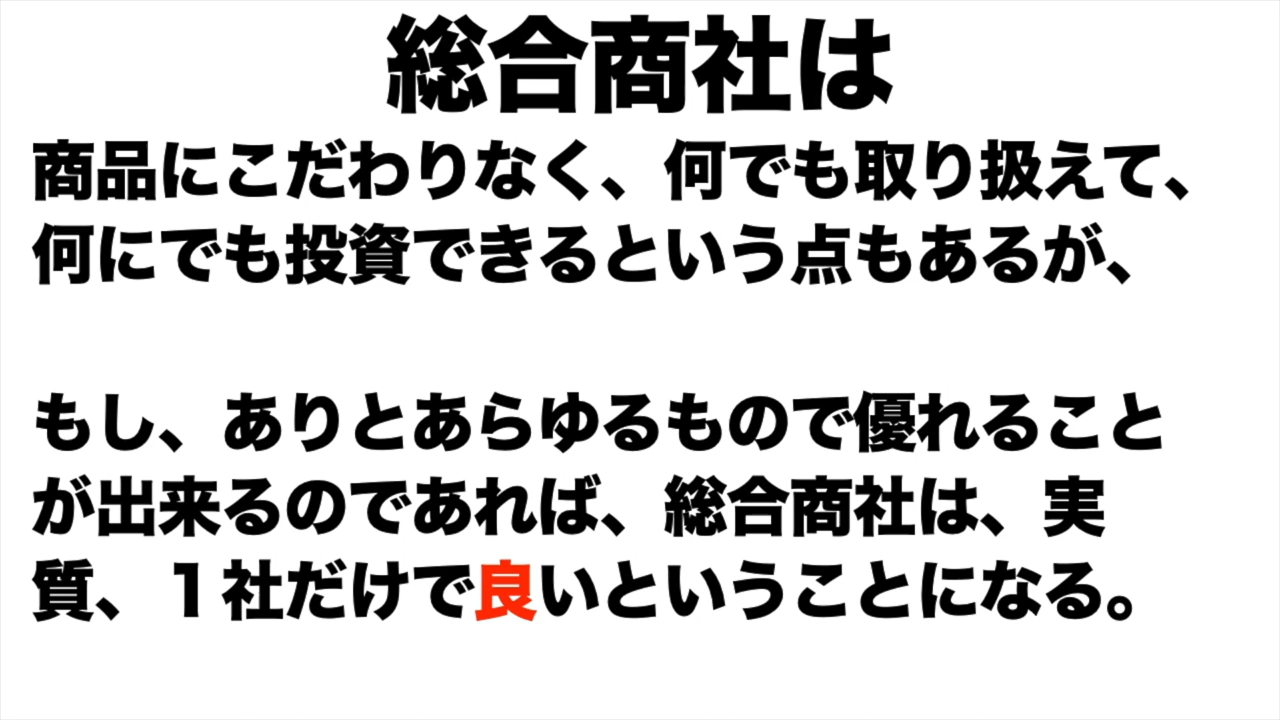 総合商社は
商品にこだわりなく、何でも取り扱えて、
何にでも投資できるという点もあるが、
もし、ありとあらゆるもので優れること
が出来るのであれば、総合商社は、実
質、１社だけで良いということになる。